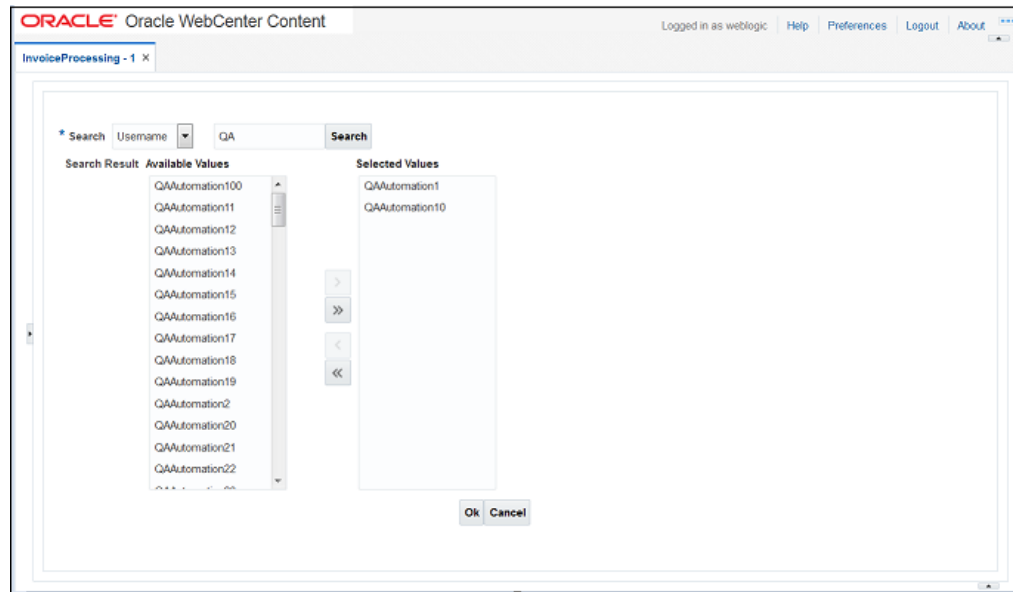 ORACLE® Oracle WebCenter Content
Logged in as weblogic Help Preferences Logout About
InvoiceProcessing - 1 ×
* Search Username QA Search
Search Result Available Values Selected Values
QAAutomation100 QAAutomation1
QAAutomation11 QAAutomation10
QAAutomation12
QAAutomation13
QAAutomation14
QAAutomation15
QAAutomation16
QAAutomation17
QAAutomation18
QAAutomation19
QAAutomation2
QAAutomation20
QAAutomation21
QAAutomation22
Ok Cancel